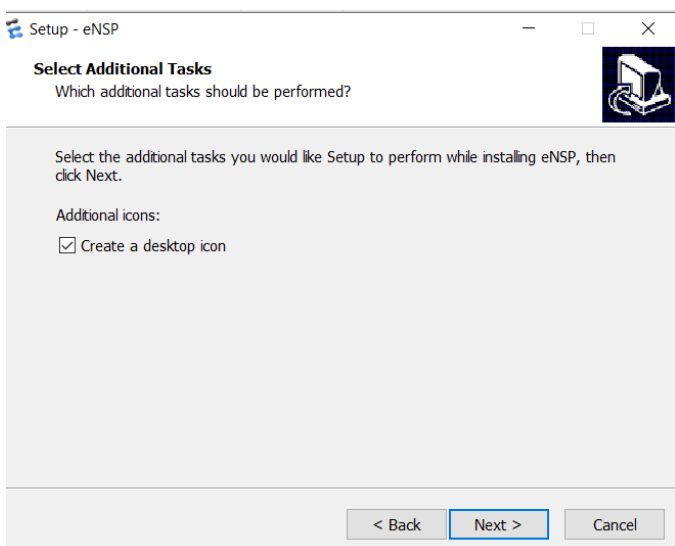 Setup - eNSP
Select Additional Tasks
Which additional tasks should be performed?
Select the additional tasks you would like Setup to perform while installing eNSP, then
click Next.
Additional icons:
Create a desktop icon
< Back
Next >
Cancel